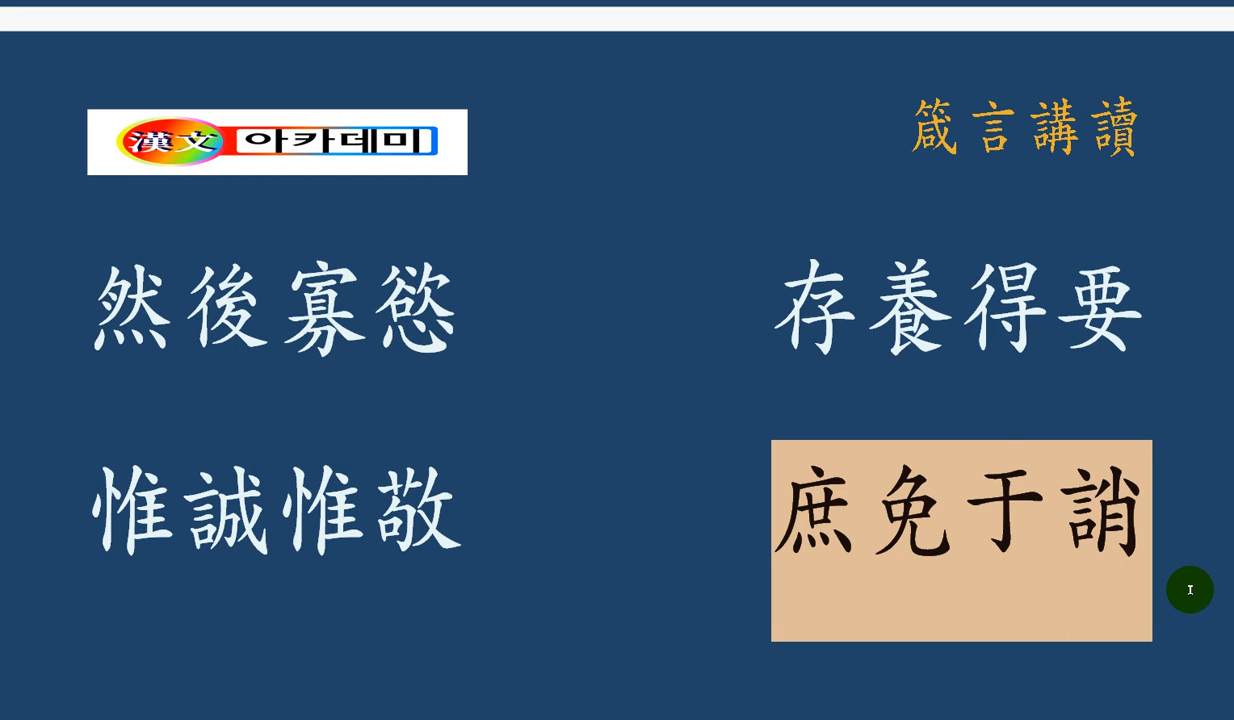 漢文 아카데미
箴言講讀
然後寡慾
存養得要
惟誠惟敬
庶免于誚